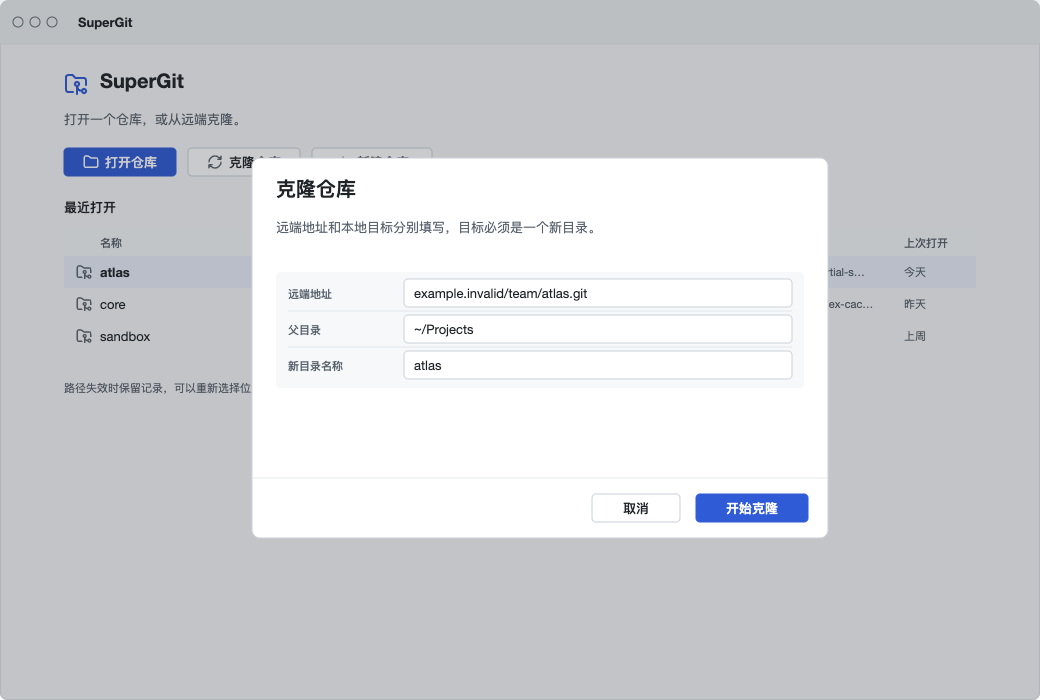 SuperGit
SuperGit
打开一个仓库，或从远端克隆。
打开仓库
克隆
最近打开
名称
上次打开
atlas
今天
core
昨天
sandbox
上周
路径失效时保留记录，可以重新选择位
克隆仓库
远端地址和本地目标分别填写，目标必须是一个新目录。
远端地址
example.invalid/team/atlas.git
父目录
~/Projects
新目录名称
atlas
取消
开始克隆